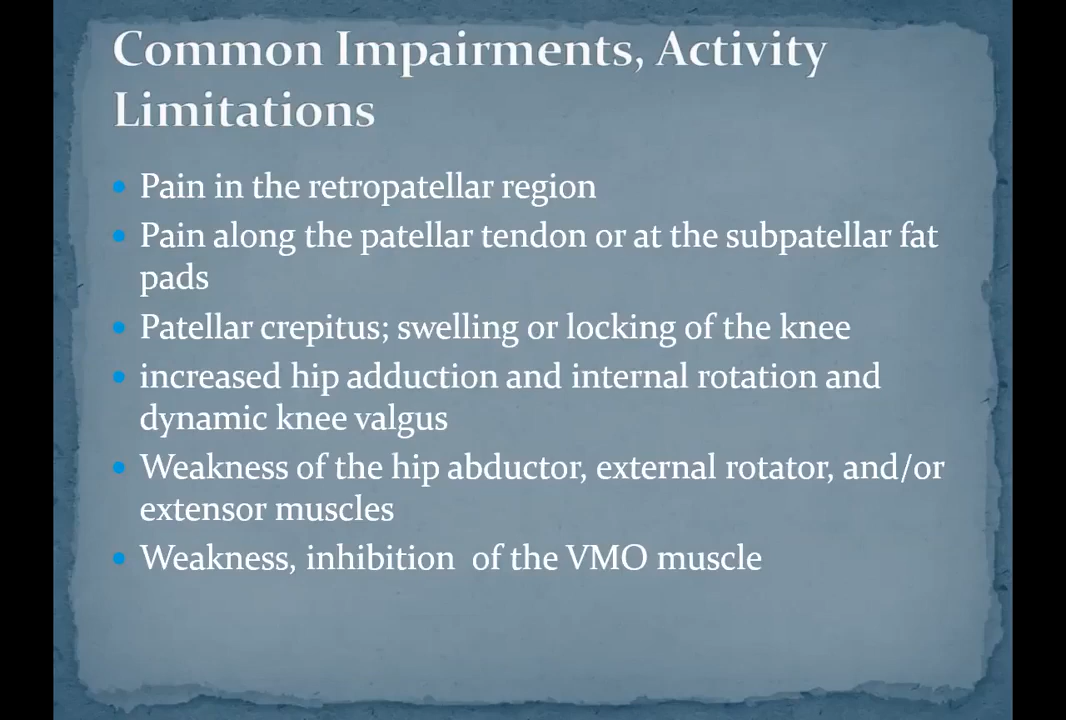 Common Impairments, Activity
Limitations
• Pain in the retropatellar region
• Pain along the patellar tendon or at the subpatellar fat
pads
• Patellar crepitus; swelling or locking of the knee
• increased hip adduction and internal rotation and
dynamic knee valgus
• Weakness of the hip abductor, external rotator, and/or
extensor muscles
• Weakness, inhibition  of the VMO muscle